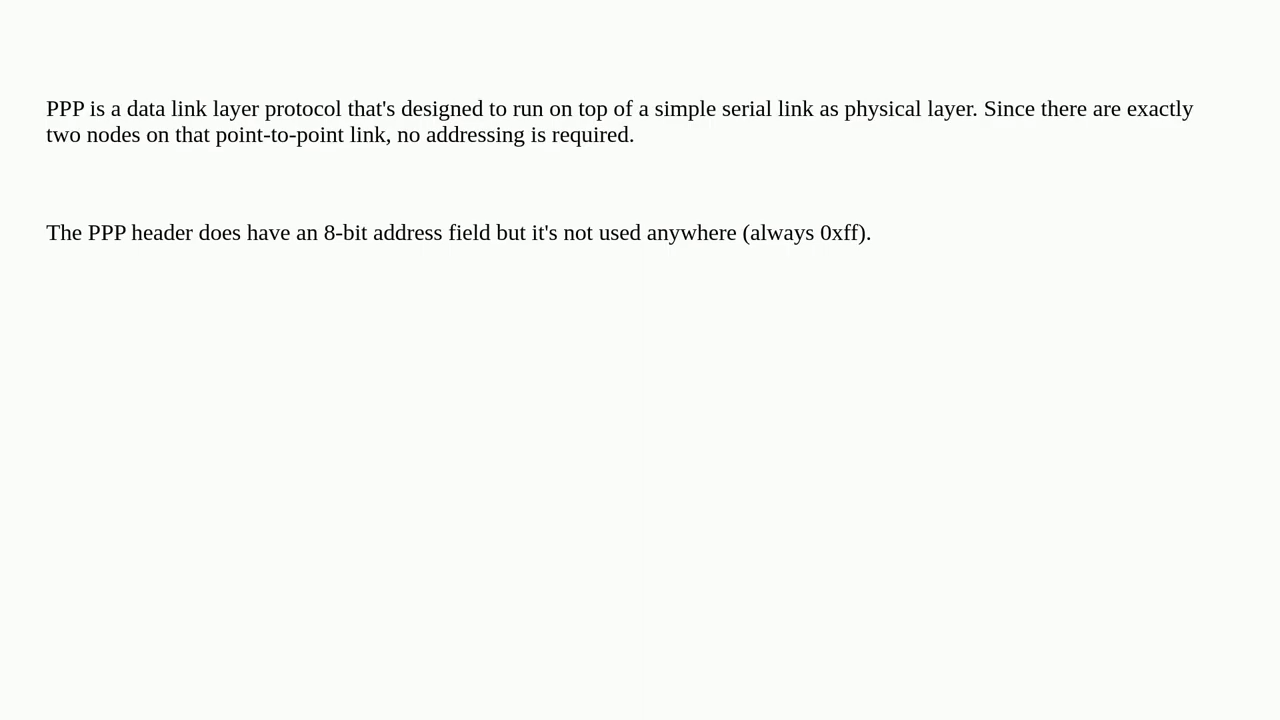 PPP is a data link layer protocol that's designed to run on top of a simple serial link as physical layer. Since there are exactly
two nodes on that point-to-point link, no addressing is required.
The PPP header does have an 8-bit address field but it's not used anywhere (always 0xff).